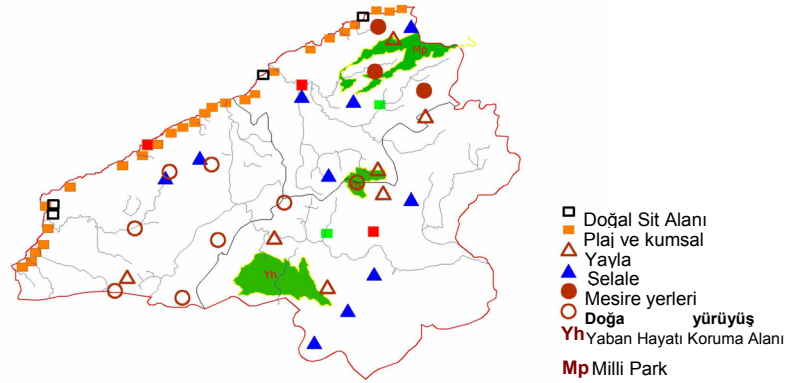 Mp
Yh
Doğal Sit Alanı
Plaj ve kumsal
Yayla
Selale
Mesire yerleri
Doğa yürüyüş
Yh Yaban Hayatı Koruma Alanı
Mp Milli Park